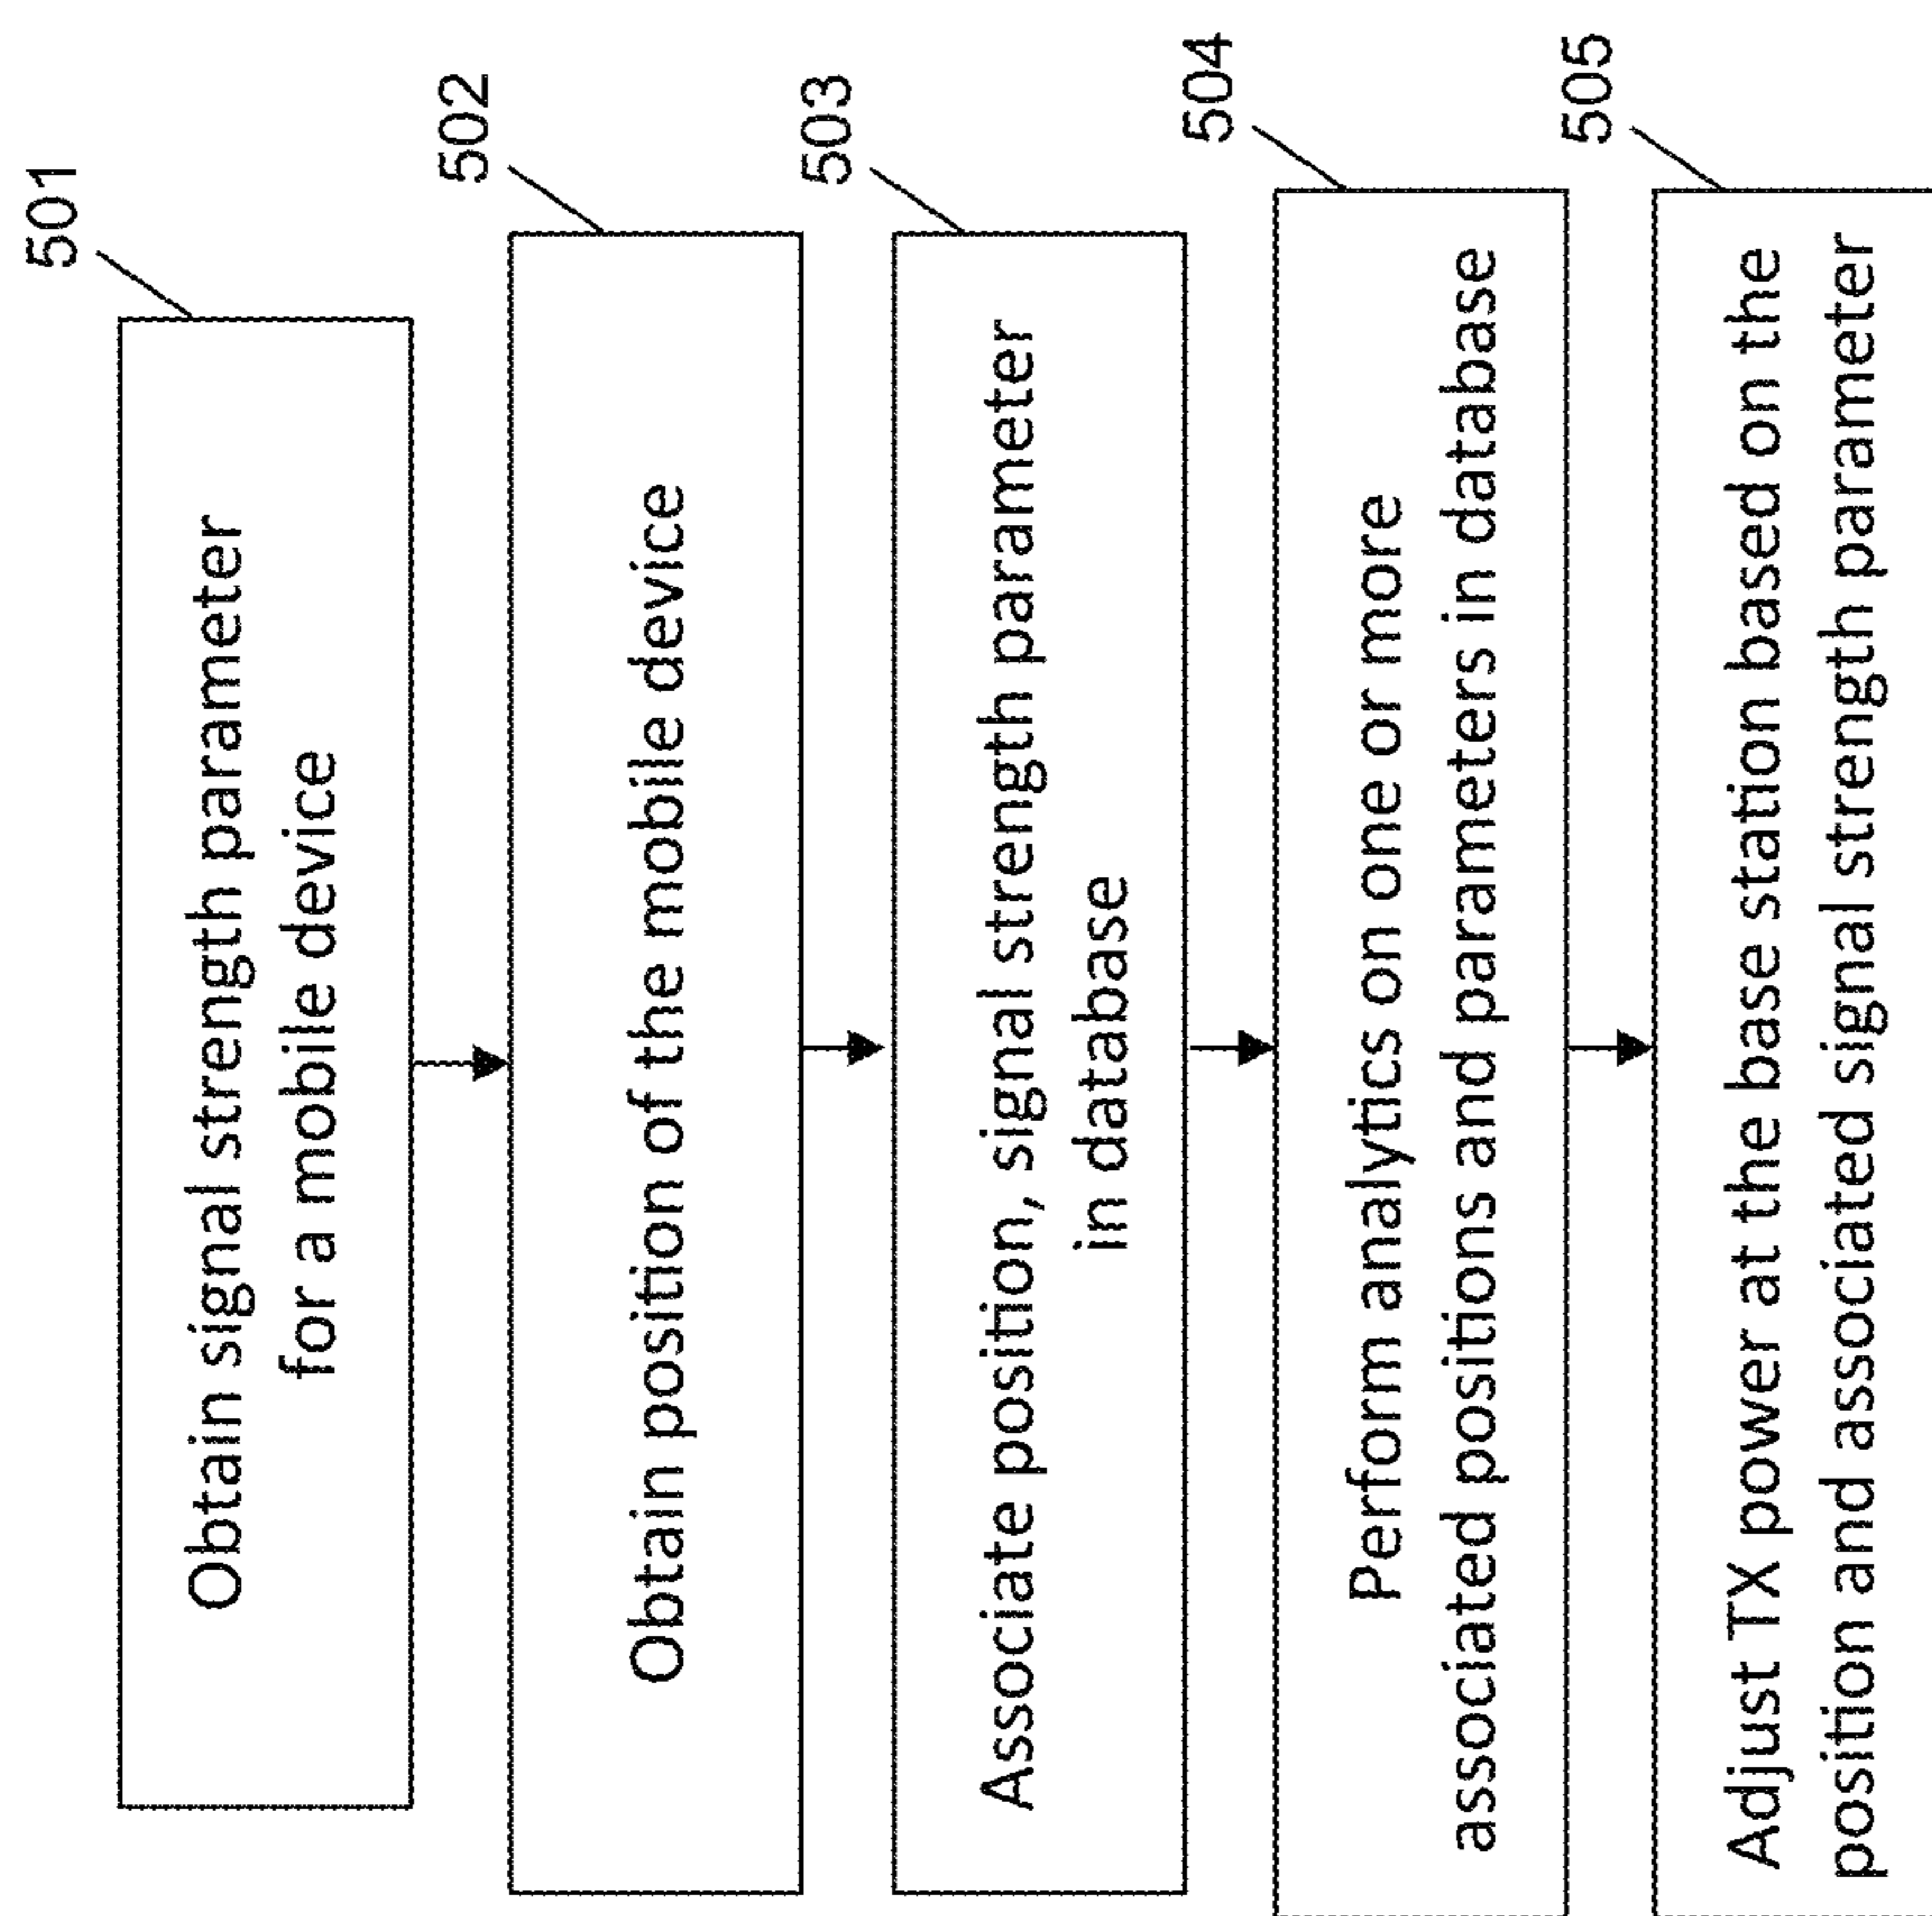 501
Obtain signal strength parameter
for a mobile device
502
Obtain position of the mobile device
503
Associate position, signal strength parameter
in database
504
Perform analytics on one or more
associated positions and parameters in database
505
Adjust TX power at the base station based on the
position and associated signal strength parameter